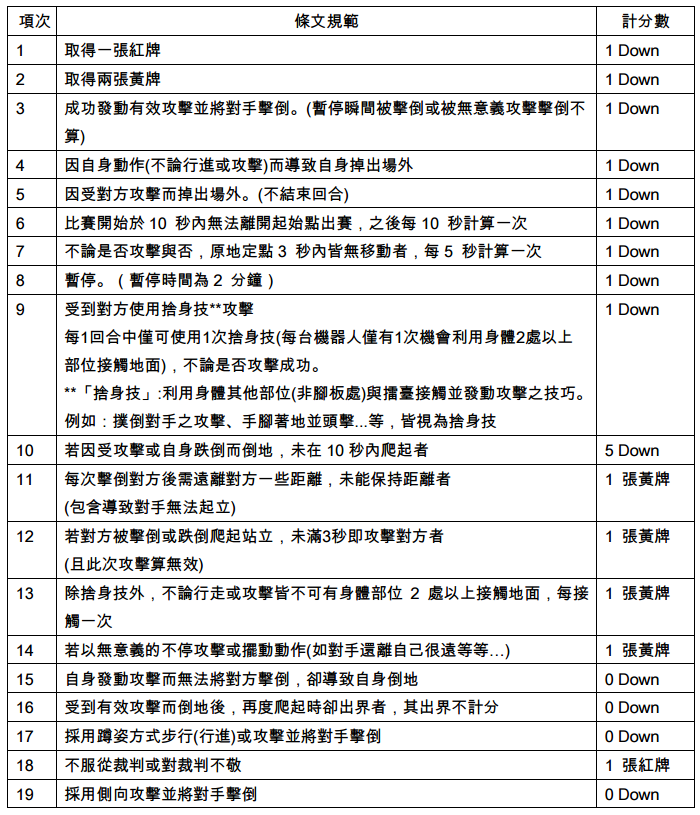 項次 條文規範 計分數
1 取得一張紅牌 1 Down
2 取得兩張黃牌 1 Down
3 成功發動有效攻擊並將對手擊倒。(暫停瞬間被擊倒或被無意義攻擊擊倒不 1 Down
算)
4 因自身動作(不論行進或攻擊)而導致自身掉出場外 1 Down
5 因受對方攻擊而掉出場外。(不結束回合) 1 Down
6 比賽開始於 10 秒內無法離開起始點出賽，之後每 10 秒計算一次 1 Down
7 不論是否攻擊與否，原地定點 3 秒內皆無移動者，每 5 秒計算一次 1 Down
8 暫停。（暫停時間為 2 分鐘） 1 Down
9 受到對方使用捨身技**攻擊 1 Down
每1回合中僅可使用1次捨身技(每台機器人僅有1次機會利用身體2處以上
部位接觸地面)，不論是否攻擊成功。
**「捨身技」:利用身體其他部位(非腳板處)與擂臺接觸並發動攻擊之技巧。
例如：撲倒對手之攻擊、手腳著地並頭擊...等，皆視為捨身技
10 若因受攻擊或自身跌倒而倒地，未在 10 秒內爬起者 5 Down
11 每次擊倒對方後需遠離對方一些距離，未能保持距離者 1 張黃牌
(包含導致對手無法起立)
12 若對方被擊倒或跌倒爬起站立，未滿3秒即攻擊對方者 1 張黃牌
(且此次攻擊算無效)
13 除捨身技外，不論行走或攻擊皆不可有身體部位 2 處以上接觸地面，每接 1 張黃牌
觸一次
14 若以無意義的不停攻擊或擺動動作(如對手還離自己很遠等等…) 1 張黃牌
15 自身發動攻擊而無法將對方擊倒，卻導致自身倒地 0 Down
16 受到有效攻擊而倒地後，再度爬起時卻出界者，其出界不計分 0 Down
17 採用蹲姿方式步行(行進)或攻擊並將對手擊倒 0 Down
18 不服從裁判或對裁判不敬 1 張紅牌
19 採用側向攻擊並將對手擊倒 0 Down